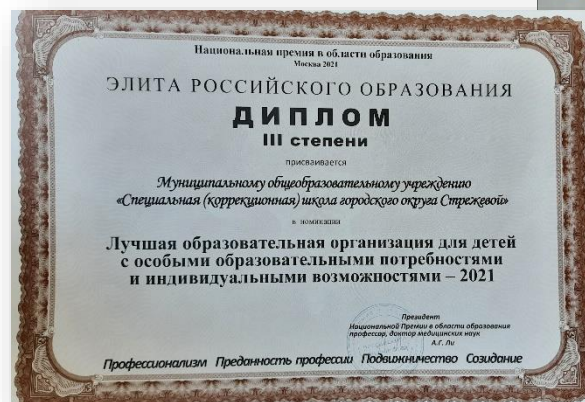 Национальная премия в области образования
Москва 2021
ЭЛИТА РОССИЙСКОГО ОБРАЗОВАНИЯ
ДИПЛОМ
III степени
присваивается
Муниципальному общеобразовательному учреждению
«Специальная (коррекционная) школа городского округа Стрежевой»
в номинации
Лучшая образовательная организация для детей
с особыми образовательными потребностями
и индивидуальными возможностями – 2021
Президент
Национальной Премии в области образования
профессор, доктор медицинских наук
А.Г. Ли
Профессионализм Преданность профессии Подвижничество Созидание